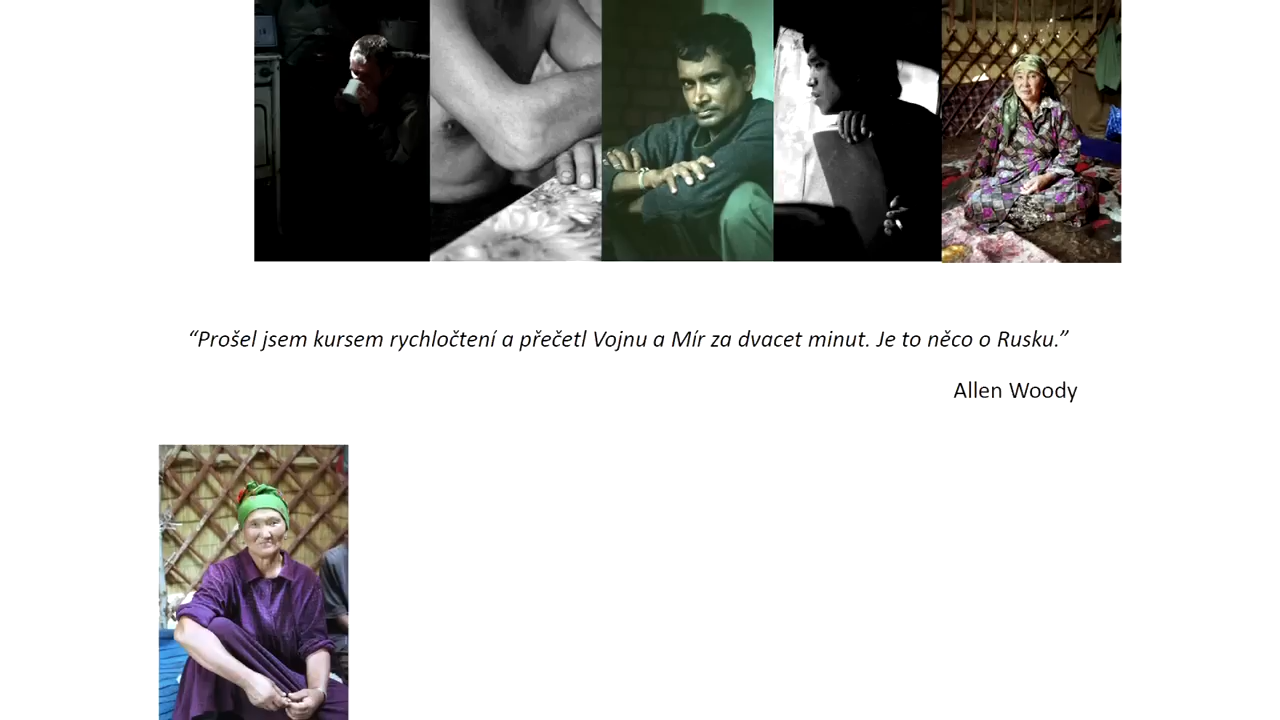 “Prošel jsem kursem rychločtení a přečetl Vojnu a Mír za dvacet minut. Je to něco o Rusku.”
Allen Woody